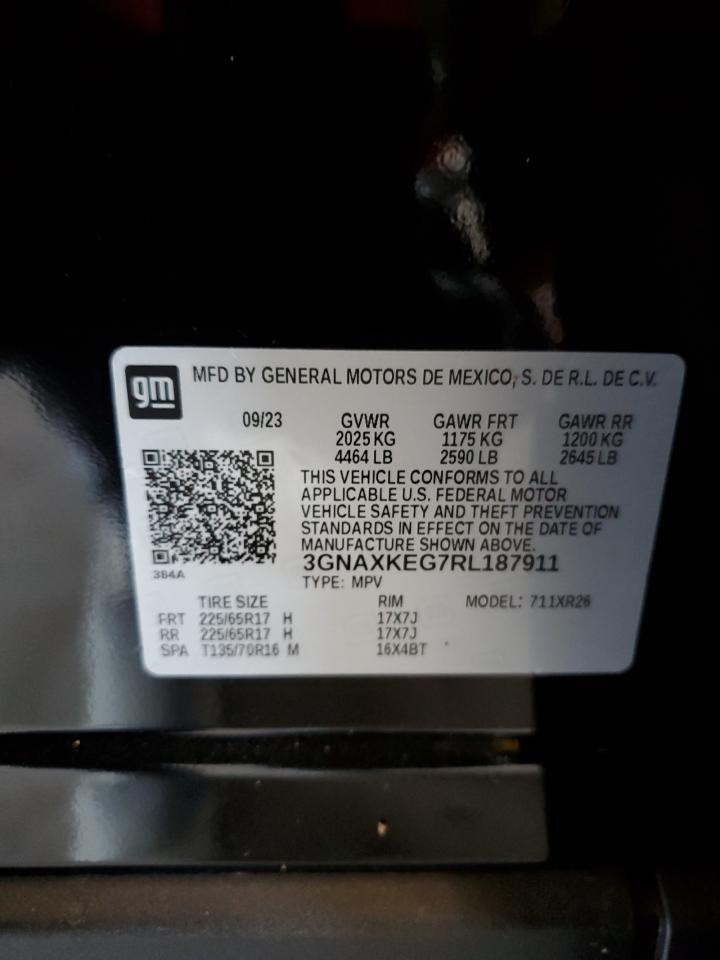 gm MFD BY GENERAL MOTORS DE MEXICO, S. DE R.L. DE C.V.
09/23 GVWR GAWR FRT GAWR RR
2025 KG 1175 KG 1200 KG
4464 LB 2590 LB 2645 LB
THIS VEHICLE CONFORMS TO ALL
APPLICABLE U.S. FEDERAL MOTOR
VEHICLE SAFETY AND THEFT PREVENTION
STANDARDS IN EFFECT ON THE DATE OF
MANUFACTURE SHOWN ABOVE.
3GNAXKEG7RL187911
3B4A TYPE: MPV
TIRE SIZE RIM MODEL: 711XR26
FRT 225/65R17 H 17X7J
RR 225/65R17 H 17X7J
SPA T135/70R16 M 16X4BT